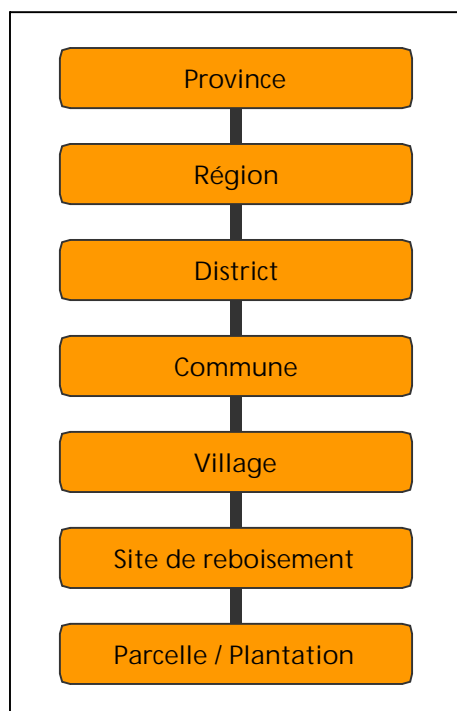 Province
Région
District
Commune
Village
Site de reboisement
Parcelle / Plantation